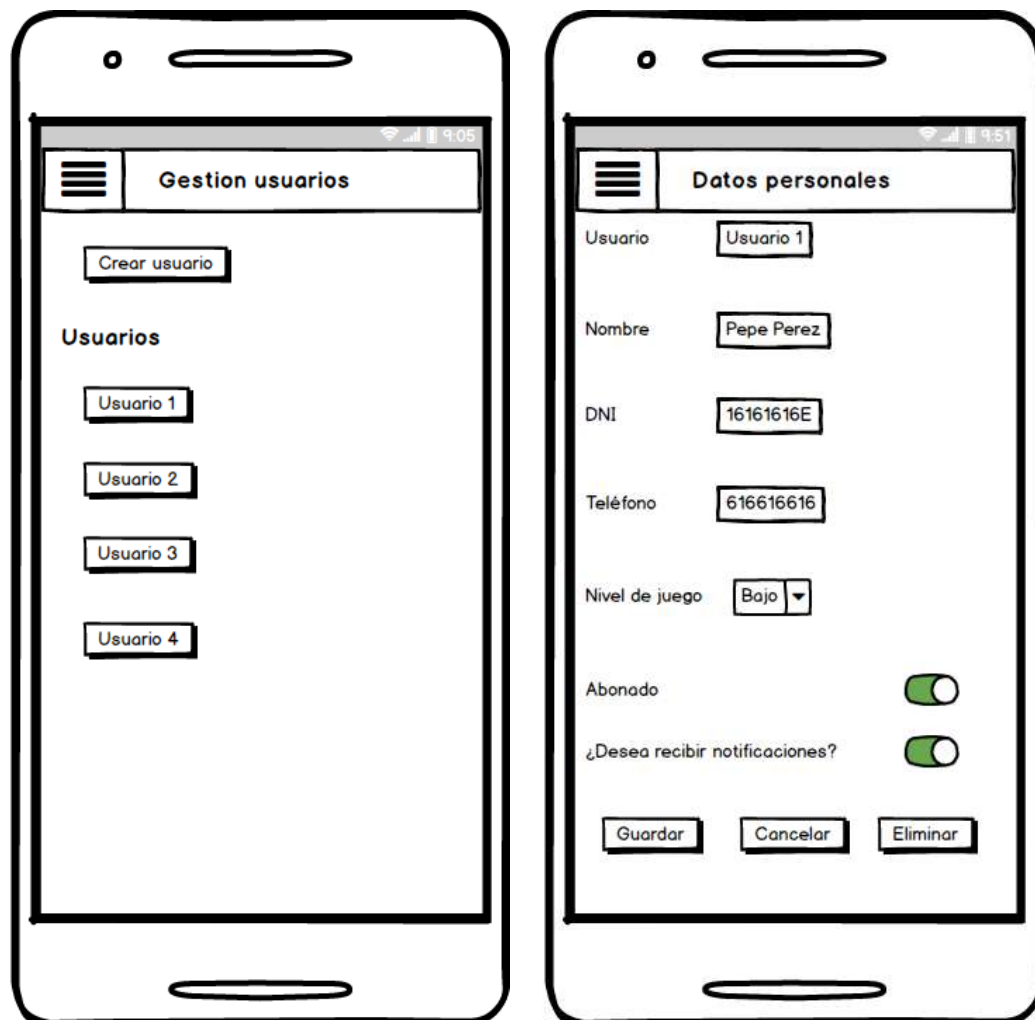 9:05
Gestion usuarios
Crear usuario
Usuarios
Usuario 1
Usuario 2
Usuario 3
Usuario 4
9:51
Datos personales
Usuario Usuario 1
Nombre Pepe Perez
DNI 16161616E
Teléfono 616616616
Nivel de juego Bajo
Abonado
¿Desea recibir notificaciones?
Guardar Cancelar Eliminar